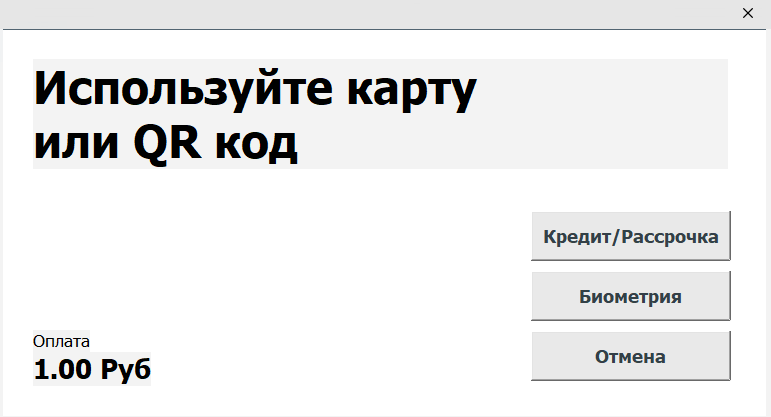 Используйте карту
или QR код
Кредит/Рассрочка
Биометрия
Оплата
1.00 Руб
Отмена